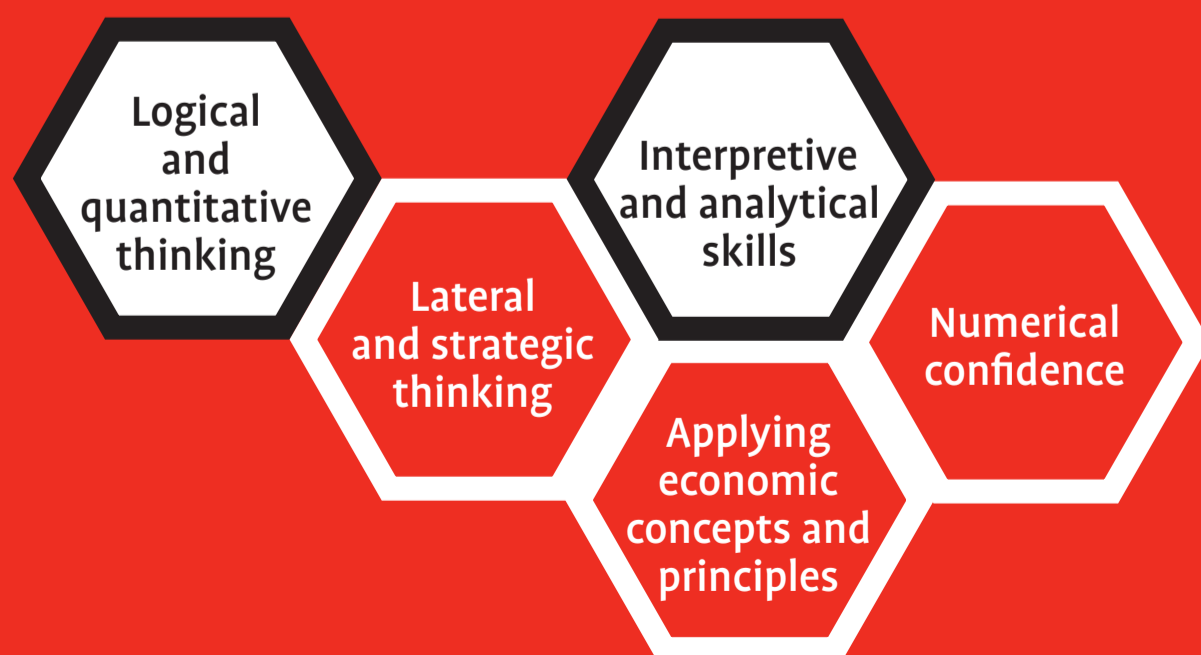 Logical
and
quantitative
thinking
Lateral
and strategic
thinking
Interpretive
and analytical
skills
Applying
economic
concepts and
principles
Numerical
confidence